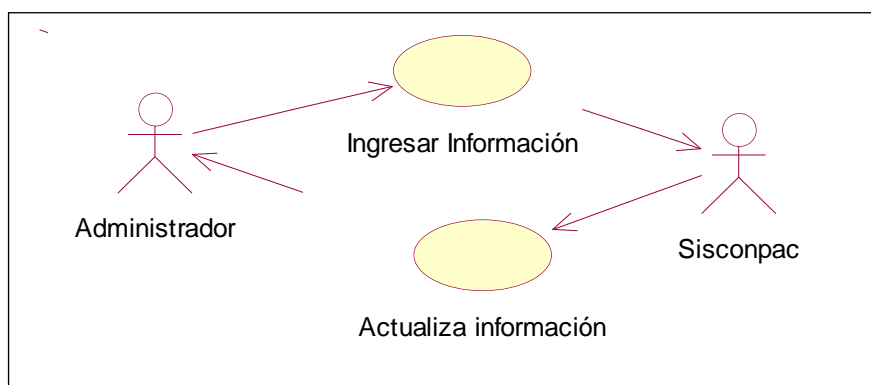 Ingresar Información
Administrador
Sisconpac
Actualiza información